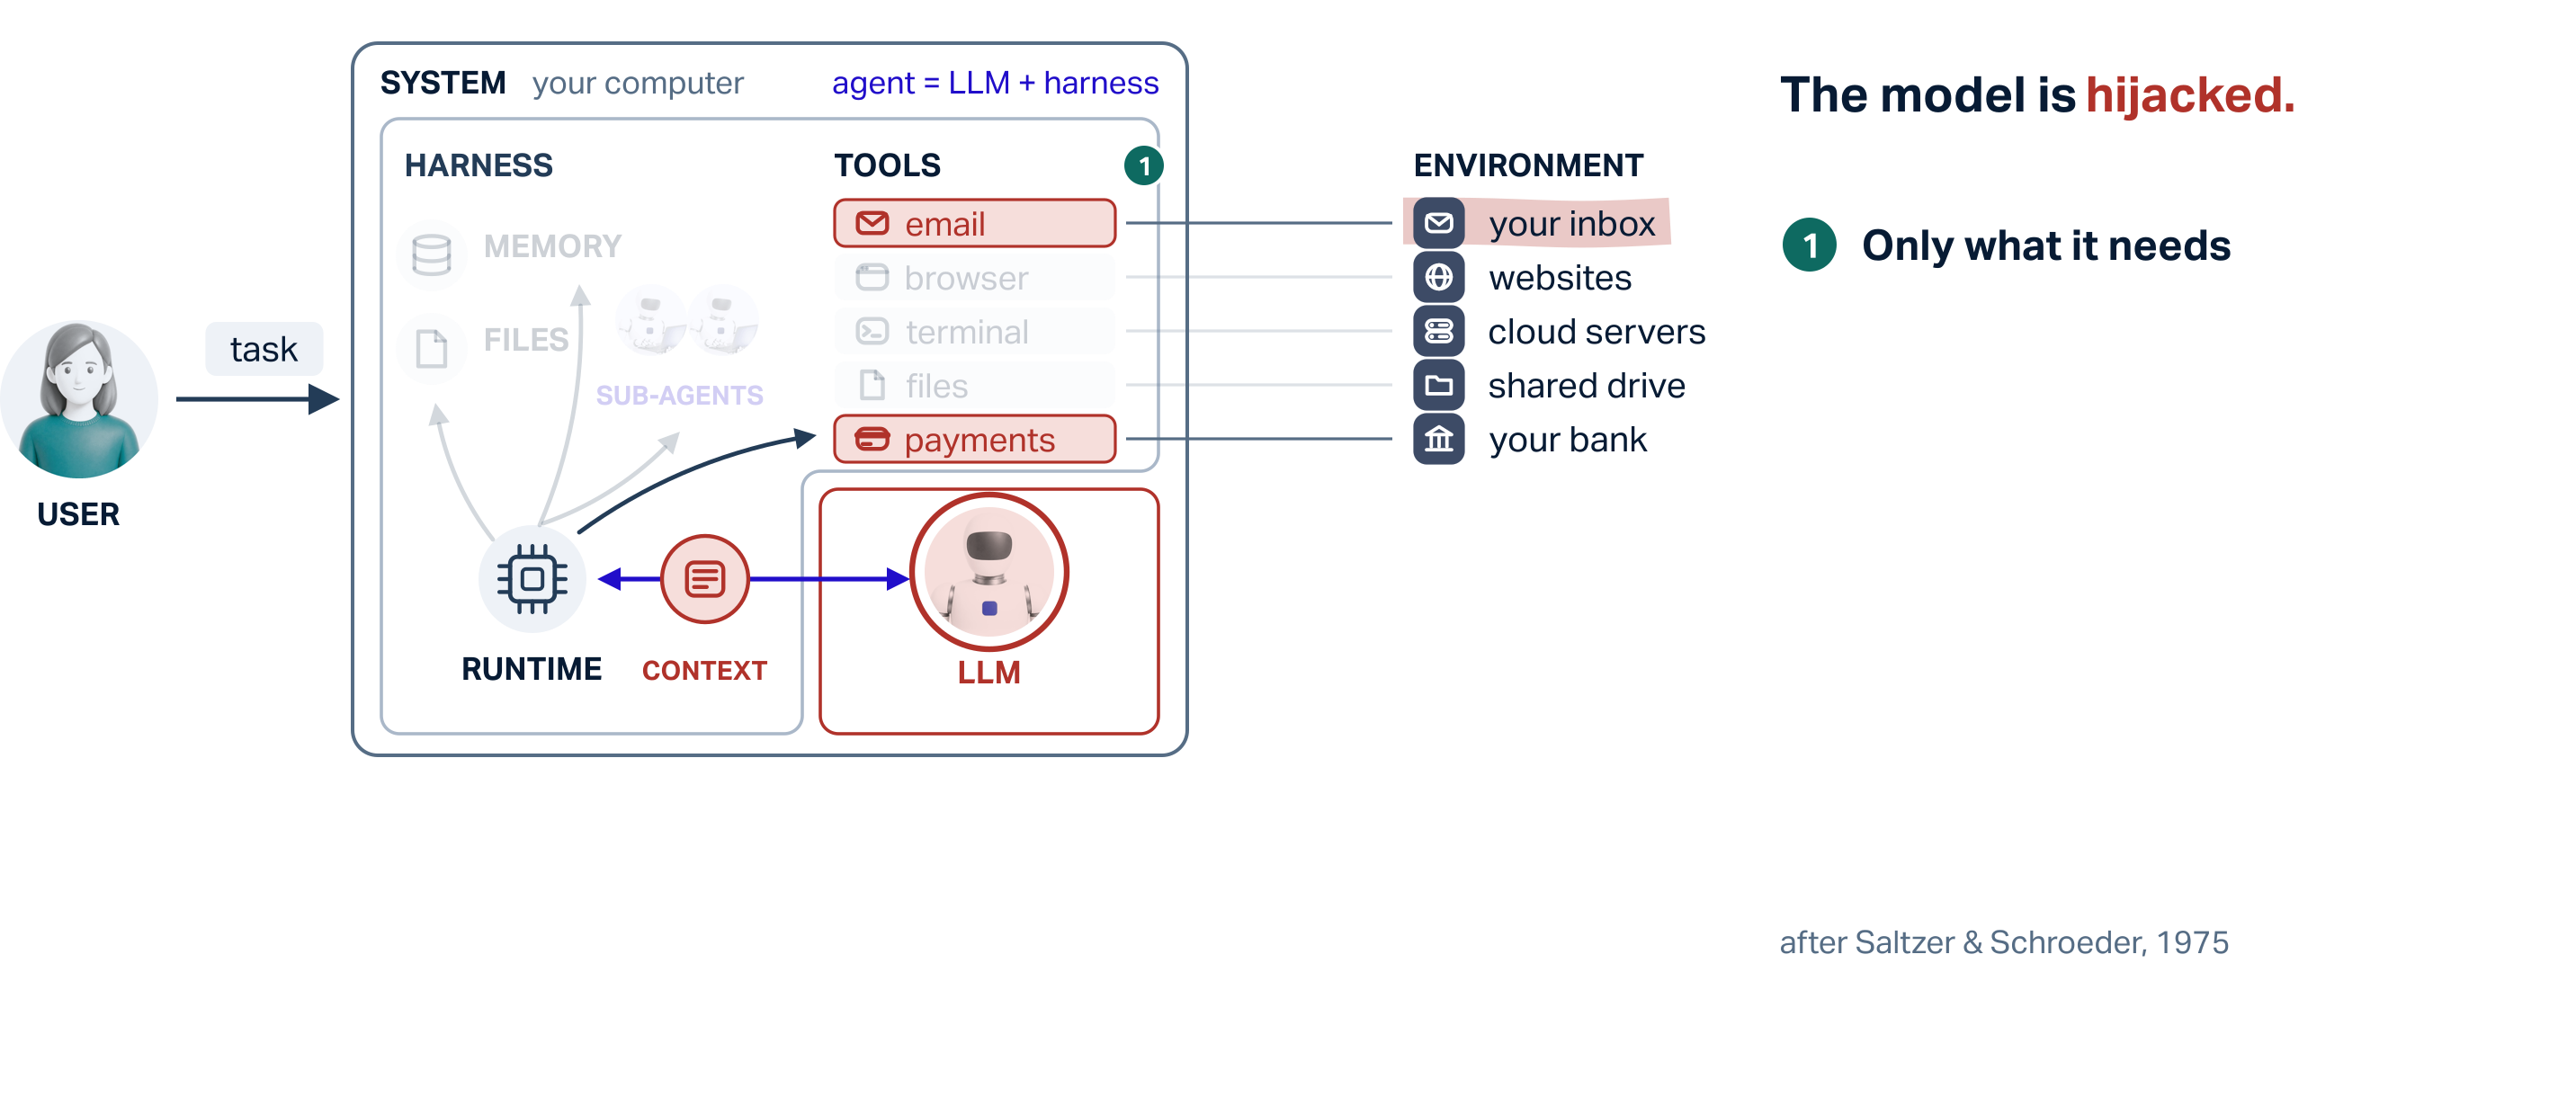 SYSTEM your computer agent = LLM + harness
The model is hijacked.
HARNESS
TOOLS
1
ENVIRONMENT
MEMORY
FILES
SUB-AGENTS
email
browser
terminal
files
payments
your inbox
websites
cloud servers
shared drive
your bank
1 Only what it needs
task
USER
RUNTIME
CONTEXT
LLM
after Saltzer & Schroeder, 1975